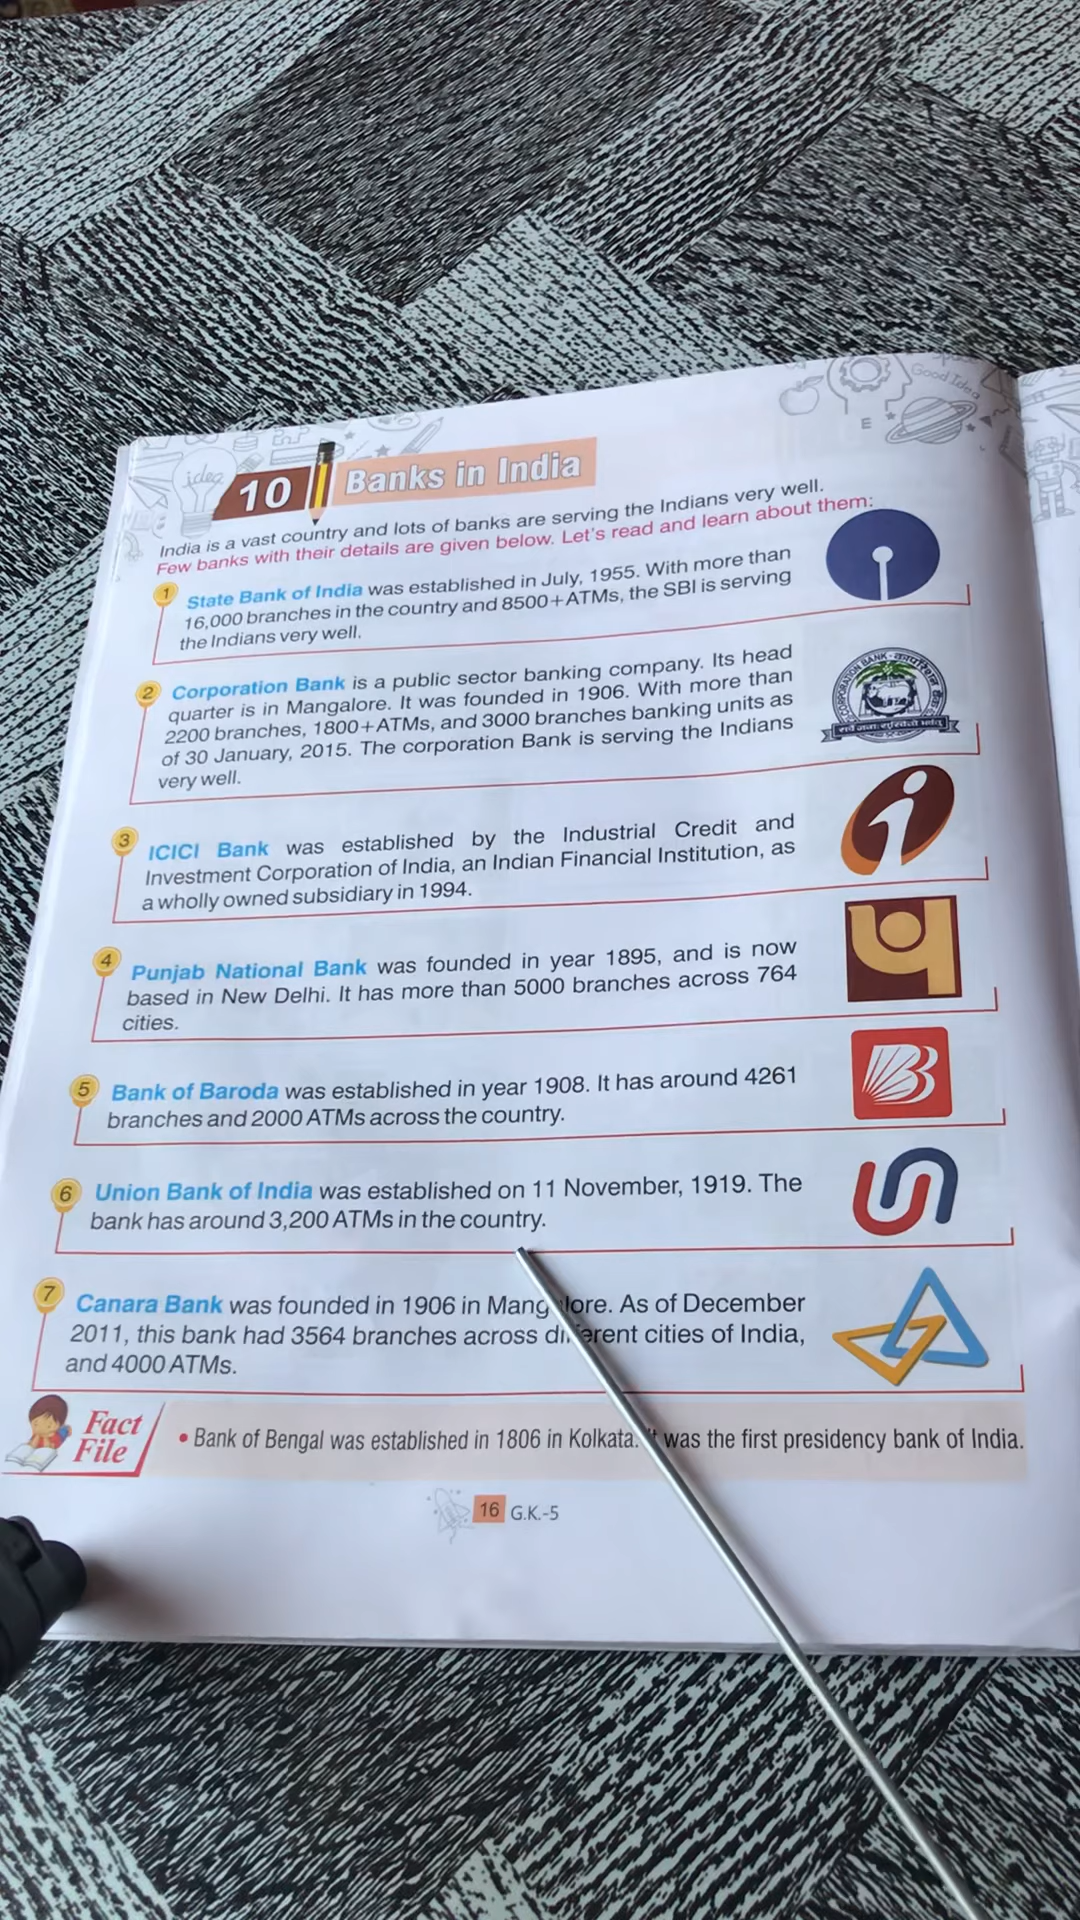 Good Idea
E
idea
10 Banks in India
India is a vast country and lots of banks are serving the Indians very well.
Few banks with their details are given below. Let's read and learn about them:
1 State Bank of India was established in July, 1955. With more than
16,000 branches in the country and 8500+ATMs, the SBI is serving
the Indians very well.
2 Corporation Bank is a public sector banking company. Its head
quarter is in Mangalore. It was founded in 1906. With more than
2200 branches, 1800+ATMs, and 3000 branches banking units as
of 30 January, 2015. The corporation Bank is serving the Indians
very well.
CORPORATION BANK
3 ICICI Bank was established by the Industrial Credit and
Investment Corporation of India, an Indian Financial Institution, as
a wholly owned subsidiary in 1994.
4 Punjab National Bank was founded in year 1895, and is now
based in New Delhi. It has more than 5000 branches across 764
cities.
5 Bank of Baroda was established in year 1908. It has around 4261
branches and 2000 ATMs across the country.
6 Union Bank of India was established on 11 November, 1919. The
bank has around 3,200 ATMs in the country.
7 Canara Bank was founded in 1906 in Mangalore. As of December
2011, this bank had 3564 branches across different cities of India,
and 4000 ATMs.
Fact
File
• Bank of Bengal was established in 1806 in Kolkata. It was the first presidency bank of India.
16 G.K.-5